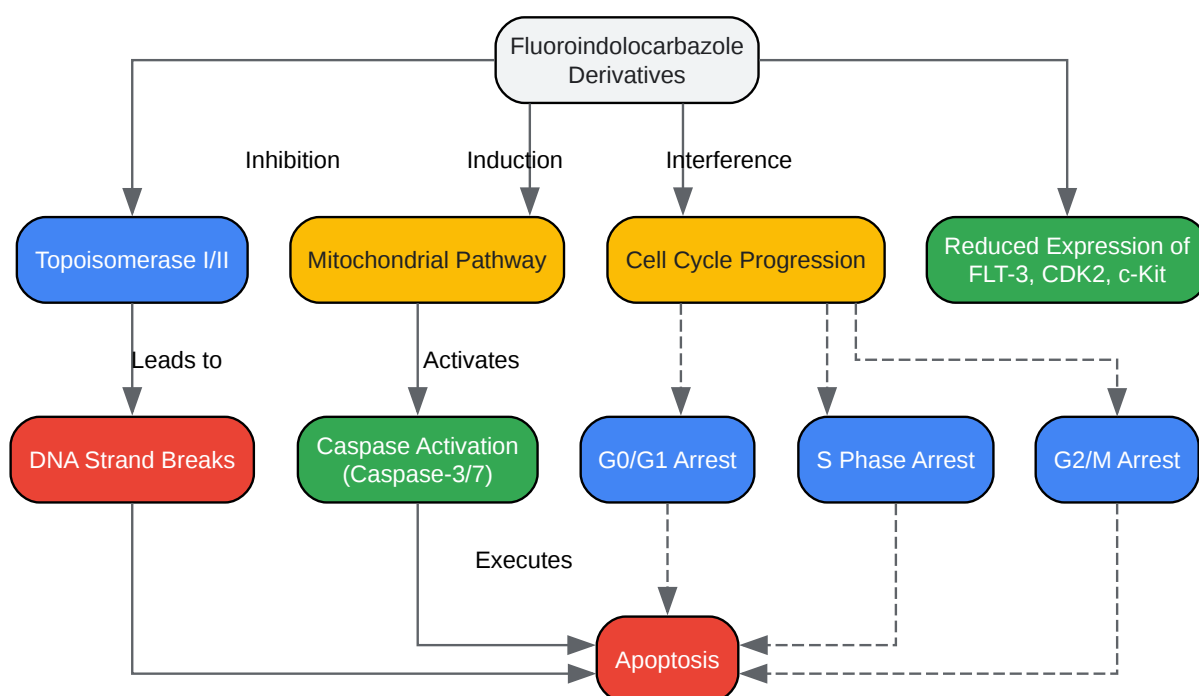 Fluoroindolocarbazole
Derivatives
Inhibition
Induction
Interference
Topoisomerase I/II
Mitochondrial Pathway
Cell Cycle Progression
Reduced Expression of
FLT-3, CDK2, c-Kit
Leads to
Activates
DNA Strand Breaks
Caspase Activation
(Caspase-3/7)
G0/G1 Arrest
S Phase Arrest
G2/M Arrest
Executes
Apoptosis